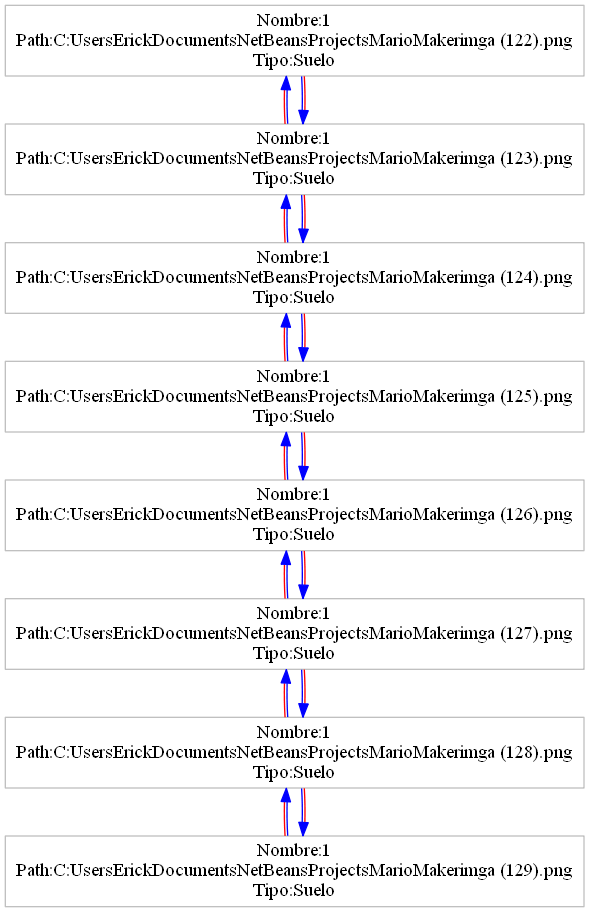 Nombre:1
Path:C:UsersErickDocumentsNetBeansProjectsMarioMakerimga (122).png
Tipo:Suelo
Nombre:1
Path:C:UsersErickDocumentsNetBeansProjectsMarioMakerimga (123).png
Tipo:Suelo
Nombre:1
Path:C:UsersErickDocumentsNetBeansProjectsMarioMakerimga (124).png
Tipo:Suelo
Nombre:1
Path:C:UsersErickDocumentsNetBeansProjectsMarioMakerimga (125).png
Tipo:Suelo
Nombre:1
Path:C:UsersErickDocumentsNetBeansProjectsMarioMakerimga (126).png
Tipo:Suelo
Nombre:1
Path:C:UsersErickDocumentsNetBeansProjectsMarioMakerimga (127).png
Tipo:Suelo
Nombre:1
Path:C:UsersErickDocumentsNetBeansProjectsMarioMakerimga (128).png
Tipo:Suelo
Nombre:1
Path:C:UsersErickDocumentsNetBeansProjectsMarioMakerimga (129).png
Tipo:Suelo